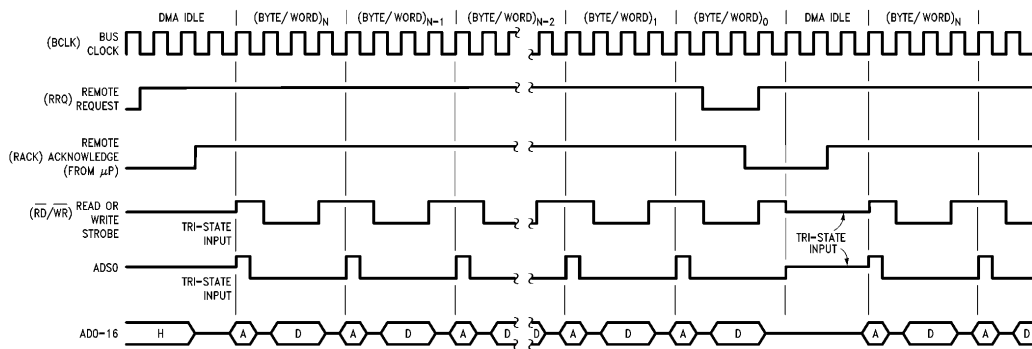 DMA IDLE (BYTE/WORD)N (BYTE/WORD)N-1 (BYTE/WORD)N-2 (BYTE/WORD)1 (BYTE/WORD)0 DMA IDLE (BYTE/WORD)N
(BCLK) BUS CLOCK
(RRQ) REMOTE REQUEST
REMOTE
(RACK) ACKNOWLEDGE
(FROM μP)
(RD/WR) READ OR
WRITE
STROBE
TRI-STATE
INPUT
TRI-STATE
INPUT
ADS0
TRI-STATE
INPUT
AD0-16 H A D A D A D D A D A D A D A D